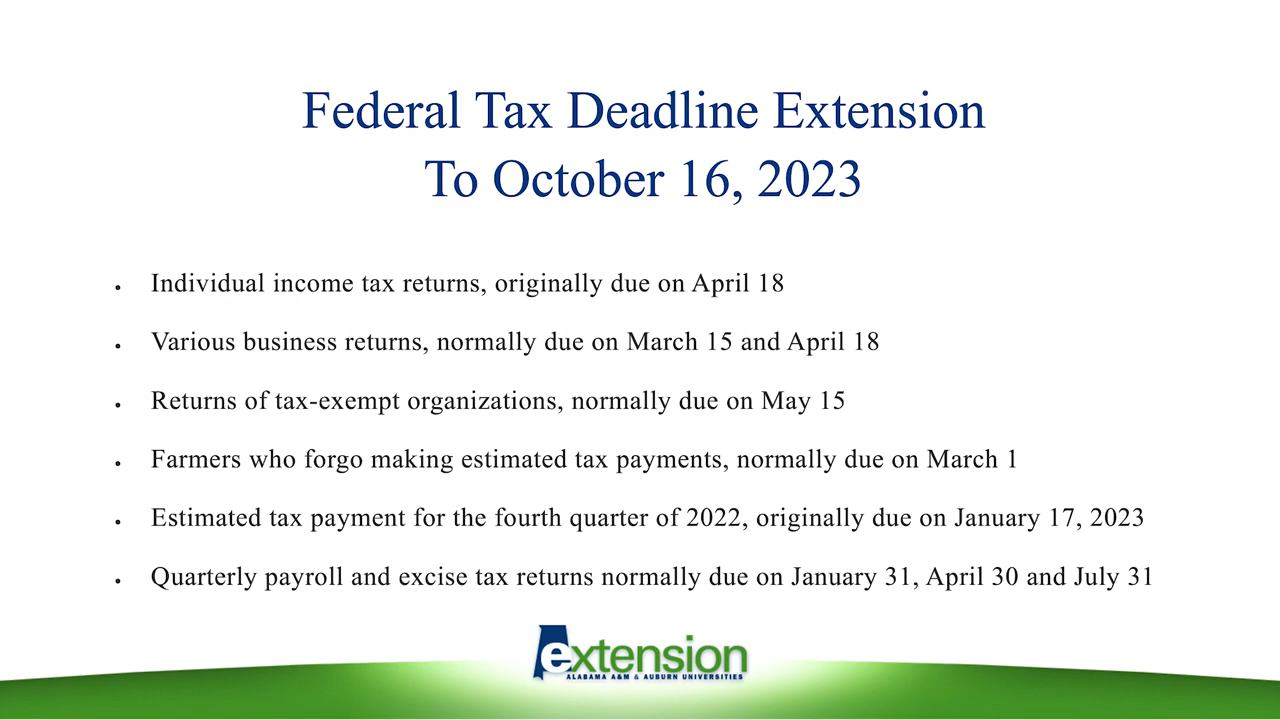 Federal Tax Deadline Extension
To October 16, 2023
• Individual income tax returns, originally due on April 18
• Various business returns, normally due on March 15 and April 18
• Returns of tax-exempt organizations, normally due on May 15
• Farmers who forgo making estimated tax payments, normally due on March 1
• Estimated tax payment for the fourth quarter of 2022, originally due on January 17, 2023
• Quarterly payroll and excise tax returns normally due on January 31, April 30 and July 31
extension
ALABAMA A&M & AUBURN UNIVERSITIES